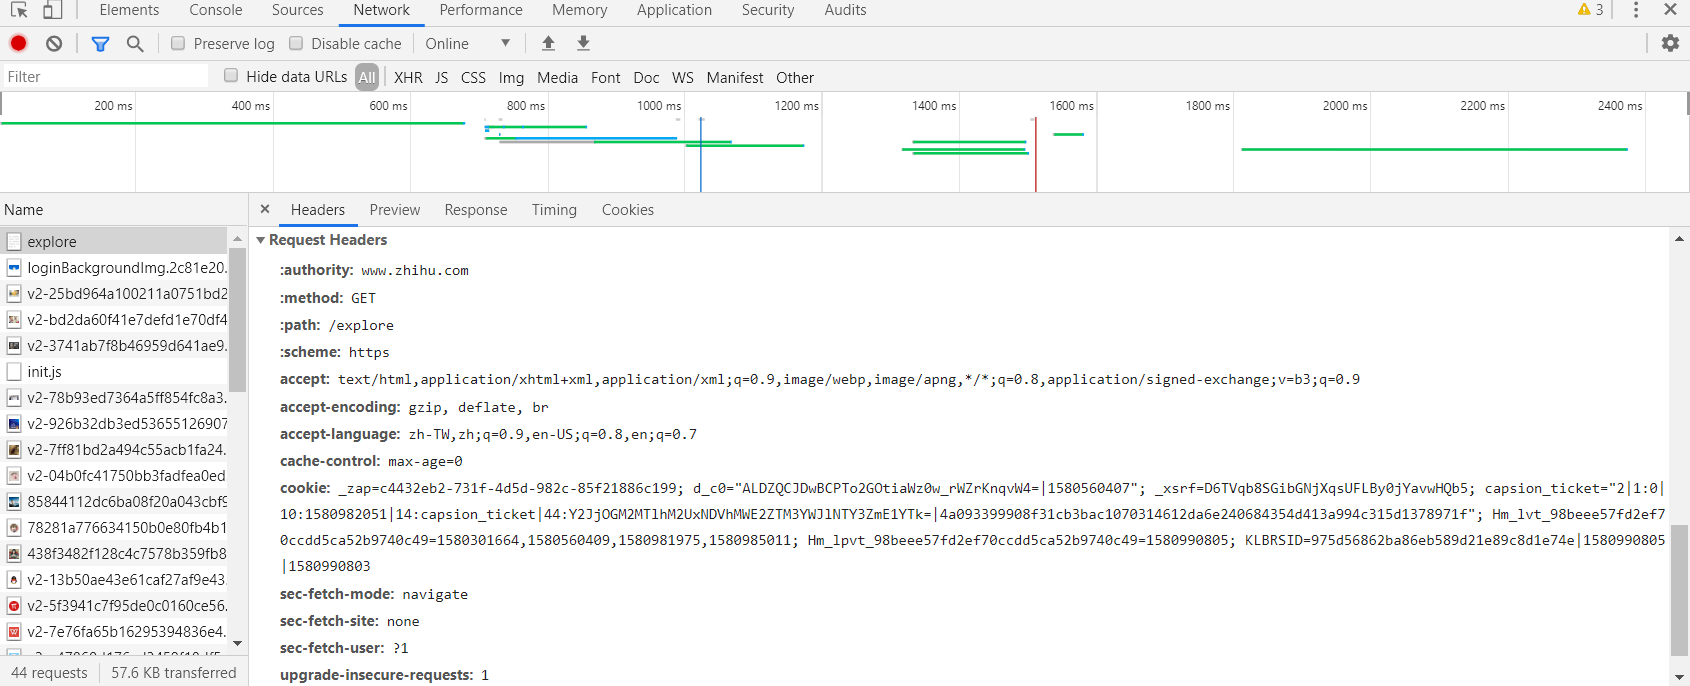 Elements Console Sources Network Performance Memory Application Security Audits 3
Preserve log Disable cache Online
Filter Hide data URLs All XHR JS CSS Img Media Font Doc WS Manifest Other
200 ms 400 ms 600 ms 800 ms 1000 ms 1200 ms 1400 ms 1600 ms 1800 ms 2000 ms 2200 ms 2400 ms
Name
explore
loginBackgroundImg.2c81e20.
v2-25bd964a100211a0751bd2
v2-bd2da60f41e7defd1e70df4
v2-3741ab7f8b46959d641ae9.
init.js
v2-78b93ed7364a5ff854fc8a3.
v2-926b32db3ed53655126907
v2-7ff81bd2a494c55acb1fa24.
v2-04b0fc41750bb3fadfea0ed
85844112dc6ba08f20a043cbf9
78281a776634150b0e80fb4b1
438f3482f128c4c7578b359fb8
v2-13b50ae43e61caf27af9e43.
v2-5f3941c7f95de0c0160ce56.
v2-7e76fa65b16295394836e4.
44 requests 57.6 KB transferred
Headers Preview Response Timing Cookies
Request Headers
:authority: www.zhihu.com
:method: GET
:path: /explore
:scheme: https
accept: text/html,application/xhtml+xml,application/xml;q=0.9,image/webp,image/apng,*/*;q=0.8,application/signed-exchange;v=b3;q=0.9
accept-encoding: gzip, deflate, br
accept-language: zh-TW,zh;q=0.9,en-US;q=0.8,en;q=0.7
cache-control: max-age=0
cookie: _zap=c4432eb2-731f-4d5d-982c-85f21886c199; d_c0="ALDZQCJDwBCPTo2GOtiaWz0w_rWZrKnqvW4=|1580560407"; _xsrf=D6TVqb8SGibGNjXqsUFLBy0jYavwHQb5; capsion_ticket="2|1:0|
10:1580982051|14:capsion_ticket|44:Y2JjOGM2MTlhM2UxNDVhMWE2ZTM3YWJlNTY3ZmE1YTk=|4a093399908f31cb3bac1070314612da6e240684354d413a994c315d1378971f"; Hm_lvt_98beee57fd2ef7
0ccdd5ca52b9740c49=1580301664,1580560409,1580981975,1580985011; Hm_lpvt_98beee57fd2ef70ccdd5ca52b9740c49=1580990805; KLBRSID=975d56862ba86eb589d21e89c8d1e74e|1580990805
|1580990803
sec-fetch-mode: navigate
sec-fetch-site: none
sec-fetch-user: ?1
upgrade-insecure-requests: 1